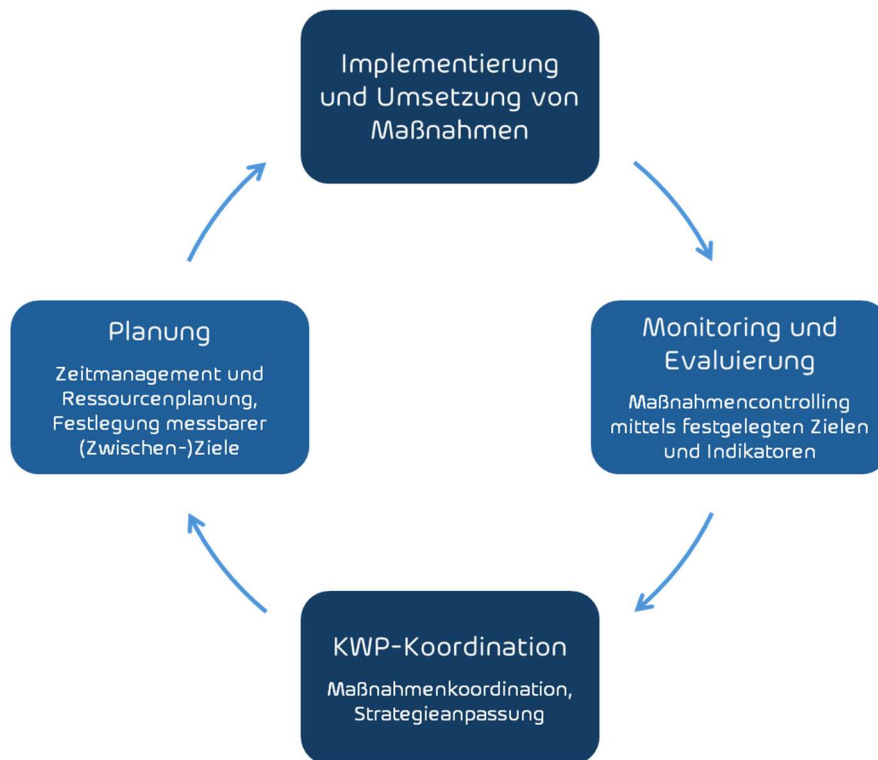 Implementierung
und Umsetzung von
Maßnahmen
Planung
Zeitmanagement und
Ressourcenplanung,
Festlegung messbarer
(Zwischen-)Ziele
Monitoring und
Evaluierung
Maßnahmencontrolling
mittels festgelegten Zielen
und Indikatoren
KWP-Koordination
Maßnahmenkoordination,
Strategieanpassung